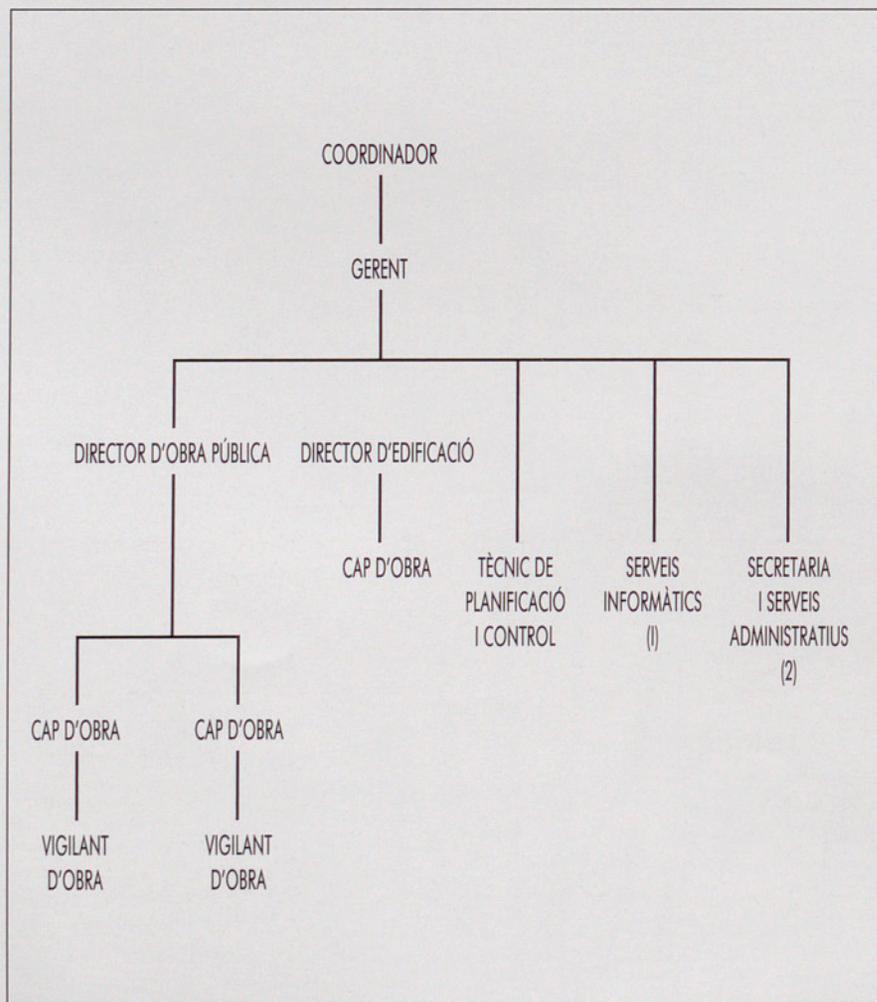 COORDINADOR
GERENT
DIRECTOR D'OBRA PÚBLICA
DIRECTOR D'EDIFICACIÓ
CAP D'OBRA
TÈCNIC DE
PLANIFICACIÓ
I CONTROL
SERVEIS
INFORMÀTICS
(I)
SECRETARIA
I SERVEIS
ADMINISTRATIUS
(2)
CAP D'OBRA
CAP D'OBRA
VIGILANT
D'OBRA
VIGILANT
D'OBRA